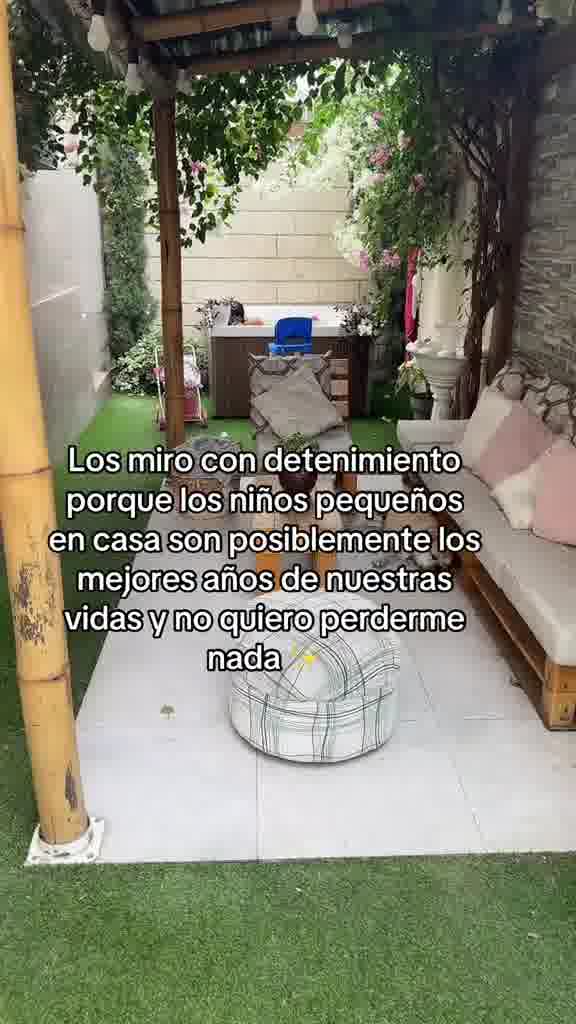 Los miro con detenimiento
porque los niños pequeños
en casa son posiblemente los
mejores años de nuestras
vidas y no quiero perderme
nada ✨